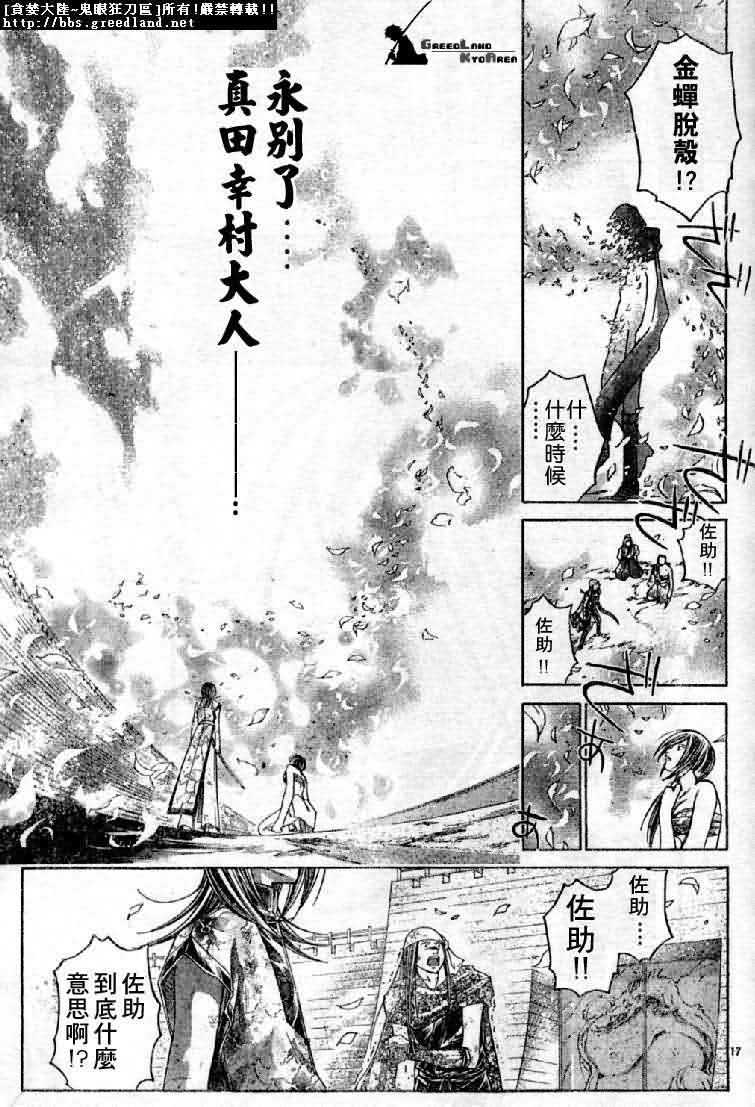 [貪婪大陸~鬼眼狂刀區]所有!嚴禁轉載!!
http://bbs.greedland.net/
GreedLand
KyoAren
金蟬脫殼!?
什……
什麼時候……
佐助!!
佐助!!
永別了……
真田幸村大人——…
佐助……
佐助!!
佐助
到底什麼
意思啊!?
17